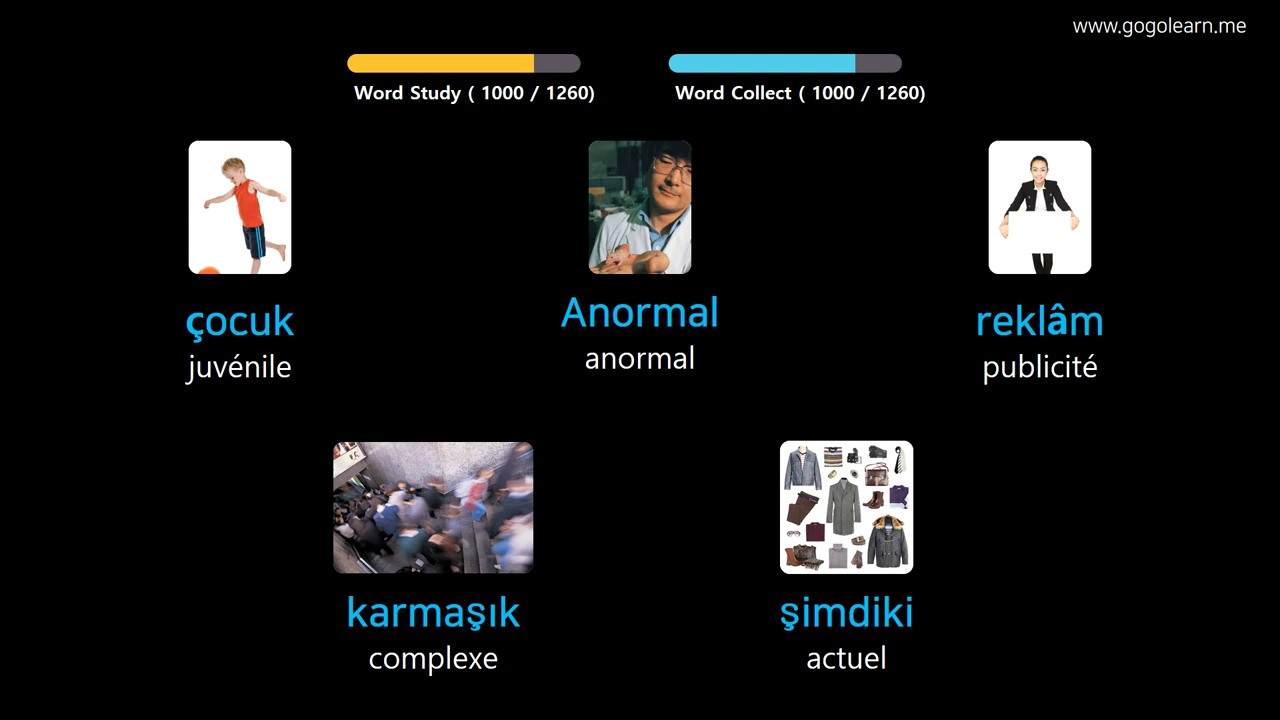 www.gogolearn.me
Word Study ( 1000 / 1260)
Word Collect ( 1000 / 1260)
çocuk
juvénile
Anormal
anormal
reklâm
publicité
karmaşık
complexe
şimdiki
actuel